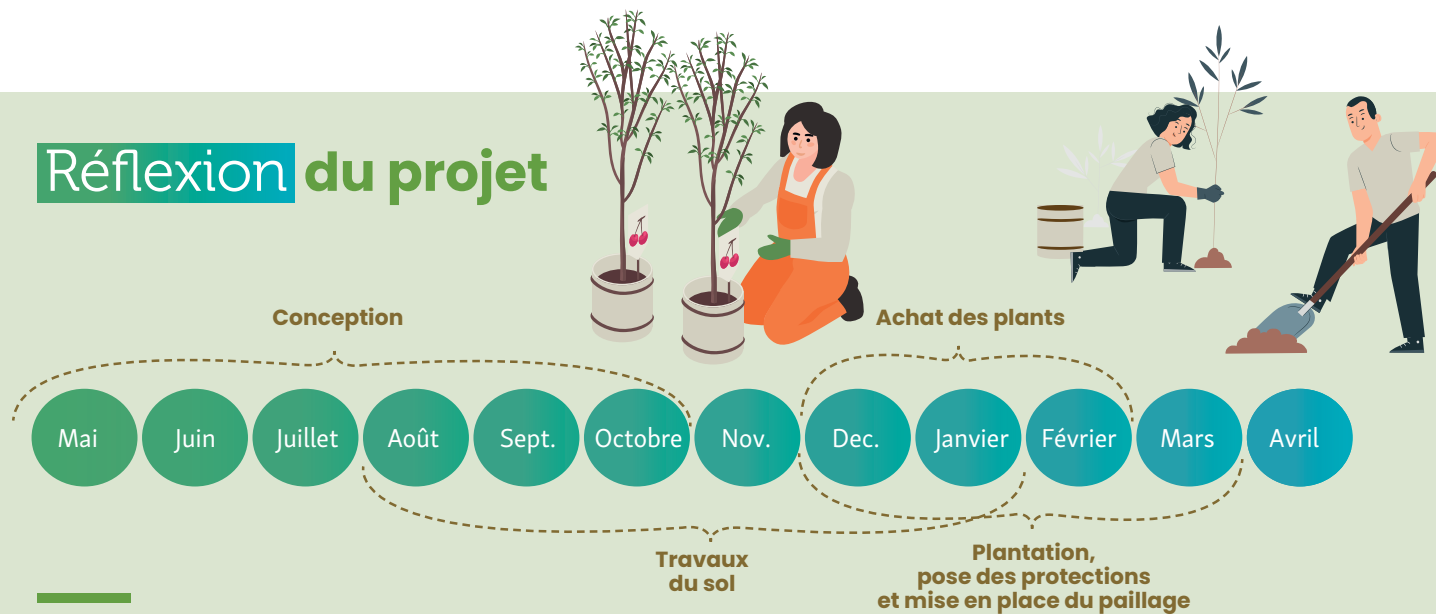 Réflexion du projet
Conception
Achat des plants
Mai Juin Juillet Août Sept. Octobre Nov. Dec. Janvier Février Mars Avril
Travaux
du sol
Plantation,
pose des protections
et mise en place du paillage